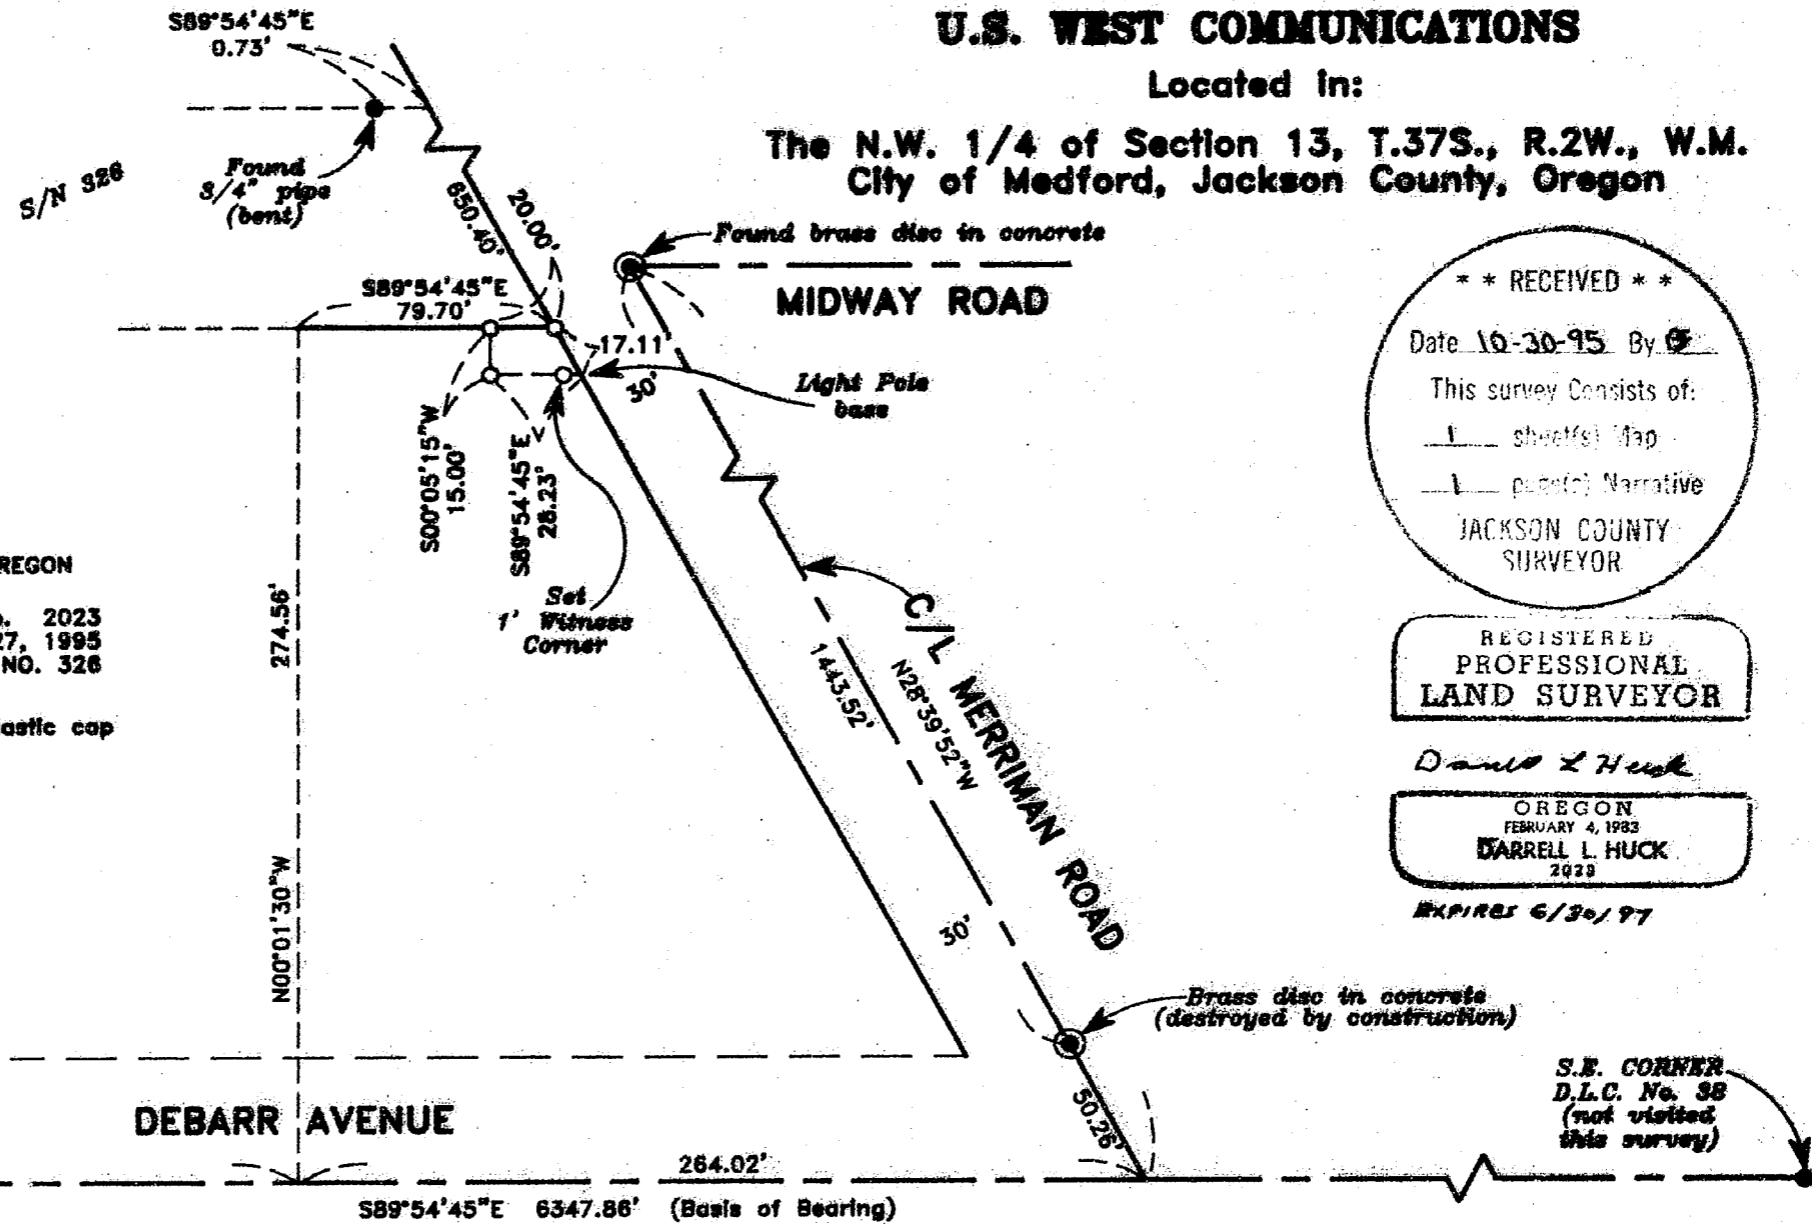 U.S. WEST COMMUNICATIONS
Located in:
The N.W. 1/4 of Section 13, T.37S., R.2W., W.M.
City of Medford, Jackson County, Oregon
S89°54'45"E
0.73'
S/N 326
Found
3/4" pipe
(bent)
650.40'
20.00'
Found brass disc in concrete
MIDWAY ROAD
S89°54'45"E
79.70'
17.11'
30'
Light Pole
base
S00°05'15"W
15.00'
S89°54'45"E
28.23'
Set
1' Witness
Corner
REGON
2023
27, 1995
NO. 326
astic cap
274.56'
N00°01'30"W
C/L MERRIMAN ROAD
N28°39'52"W
1443.52'
30'
* * RECEIVED * *
Date 10-30-95 By
This survey Consists of:
1 sheet(s) Map
1 page(s) Narrative
JACKSON COUNTY
SURVEYOR
REGISTERED
PROFESSIONAL
LAND SURVEYOR
Darrell L Huck
OREGON
FEBRUARY 4, 1983
DARRELL L. HUCK
2023
EXPIRES 6/30/97
Brass disc in concrete
(destroyed by construction)
50.26'
S.E. CORNER
D.L.C. No. 38
(not visited
this survey)
DEBARR AVENUE
264.02'
S89°54'45"E 6347.86' (Basis of Bearing)